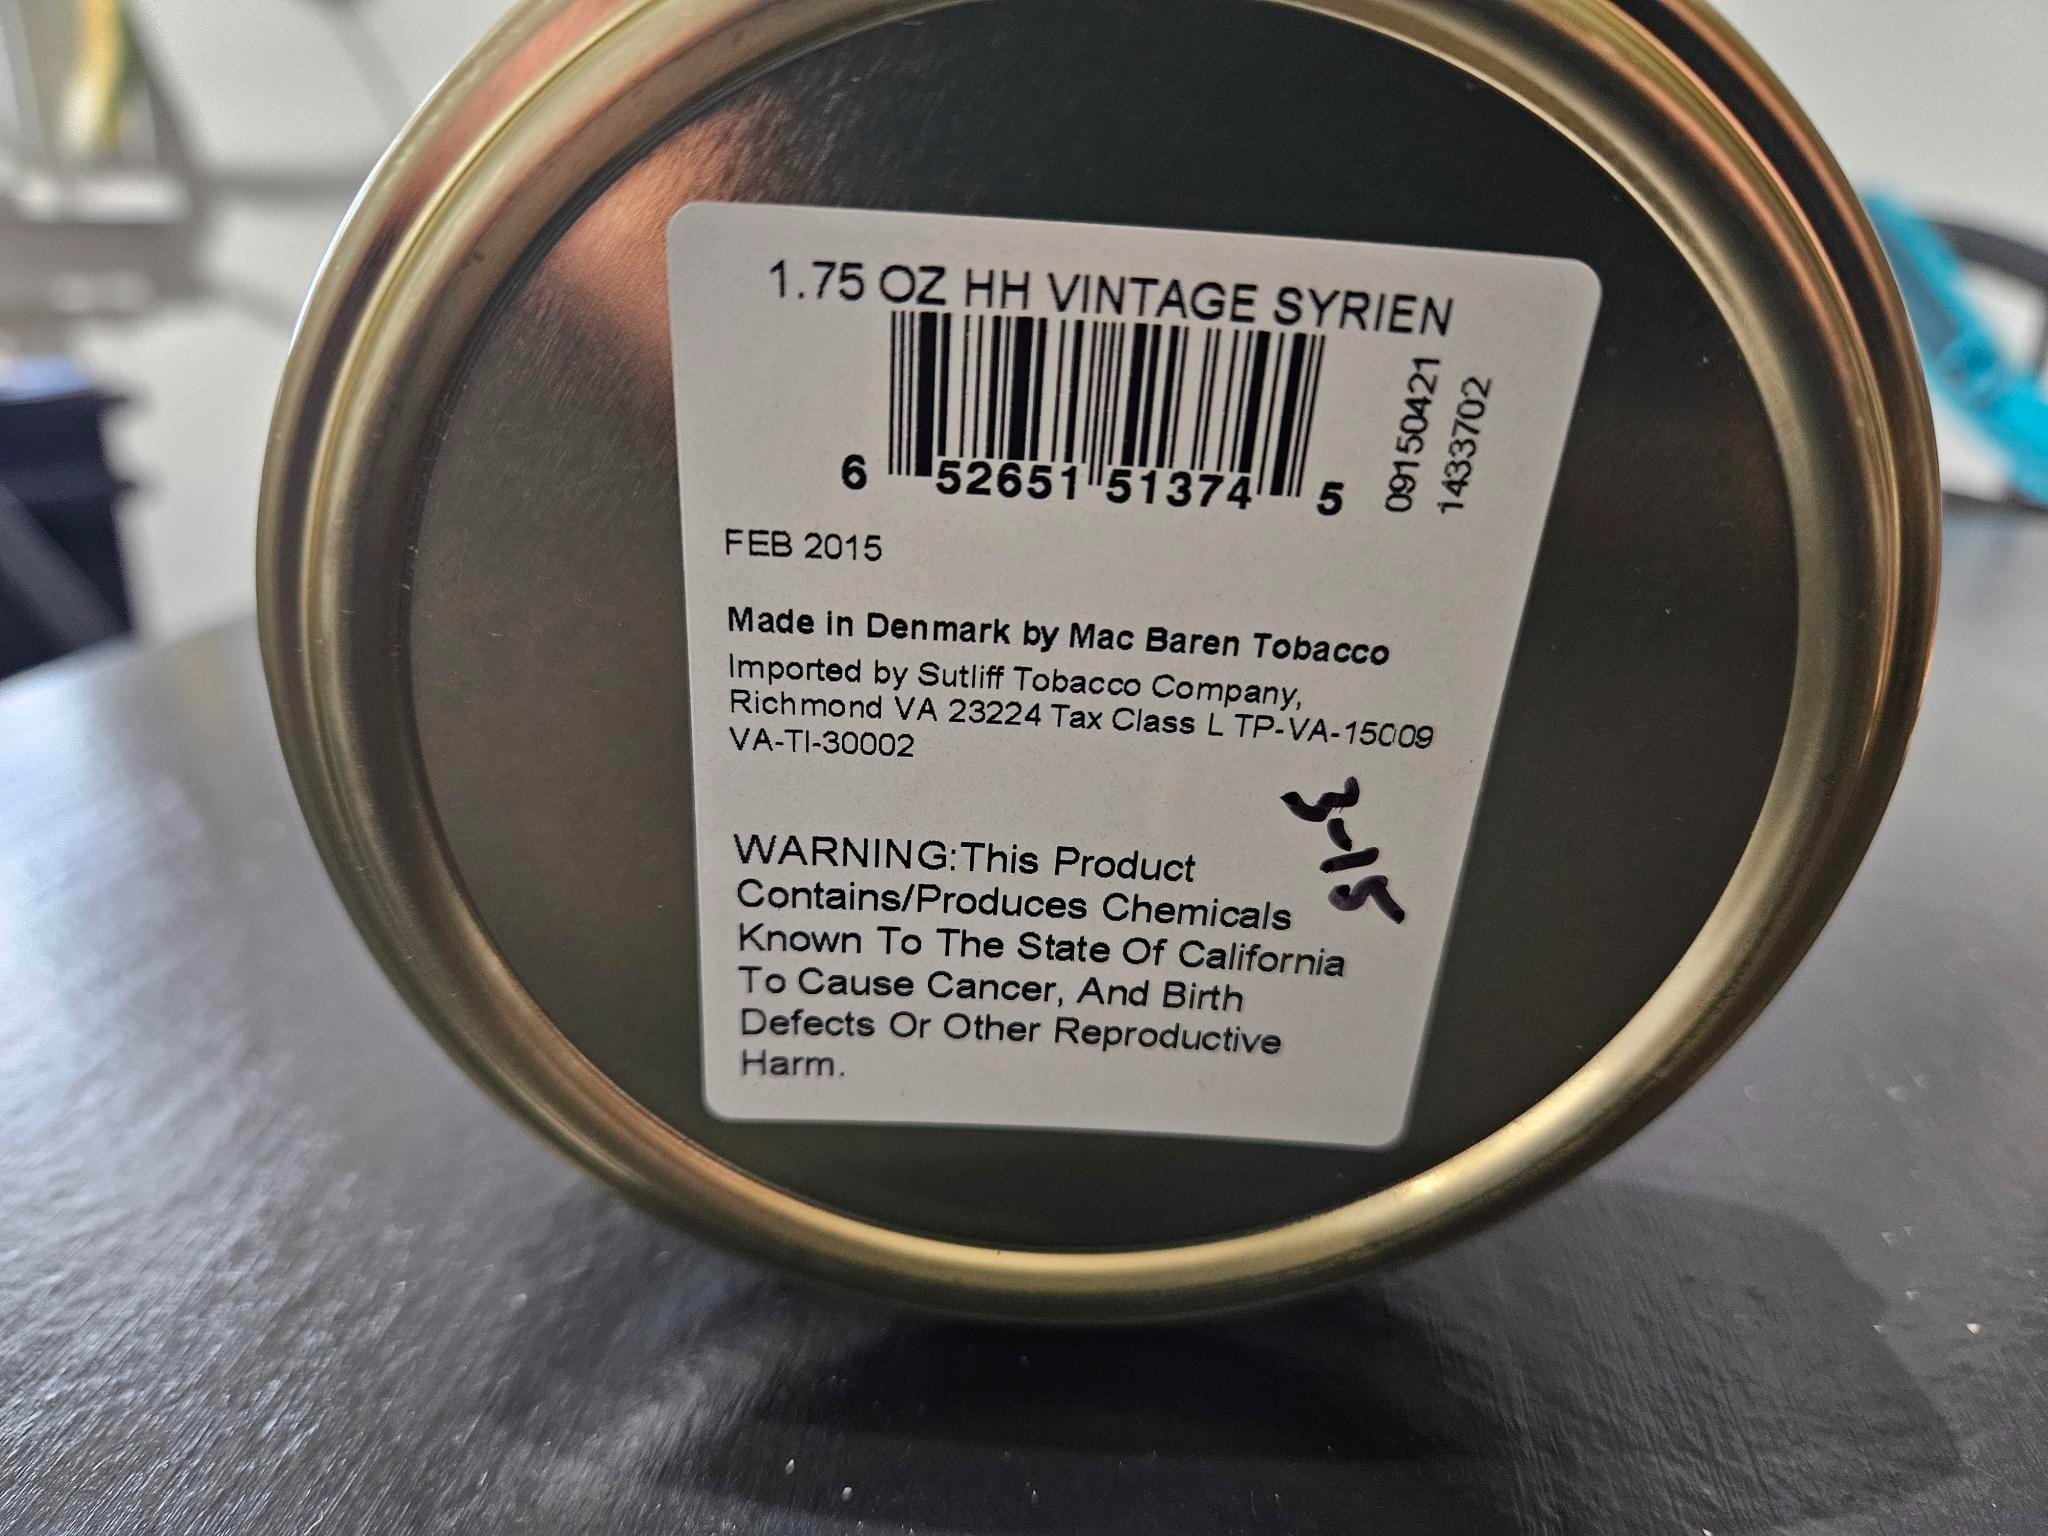 1.75 OZ HH VINTAGE SYRIEN
6 52651 51374 5
09150421
1433702
FEB 2015
Made in Denmark by Mac Baren Tobacco
Imported by Sutliff Tobacco Company,
Richmond VA 23224 Tax Class L TP-VA-15009
VA-TI-30002
3-15
WARNING:This Product
Contains/Produces Chemicals
Known To The State Of California
To Cause Cancer, And Birth
Defects Or Other Reproductive
Harm.